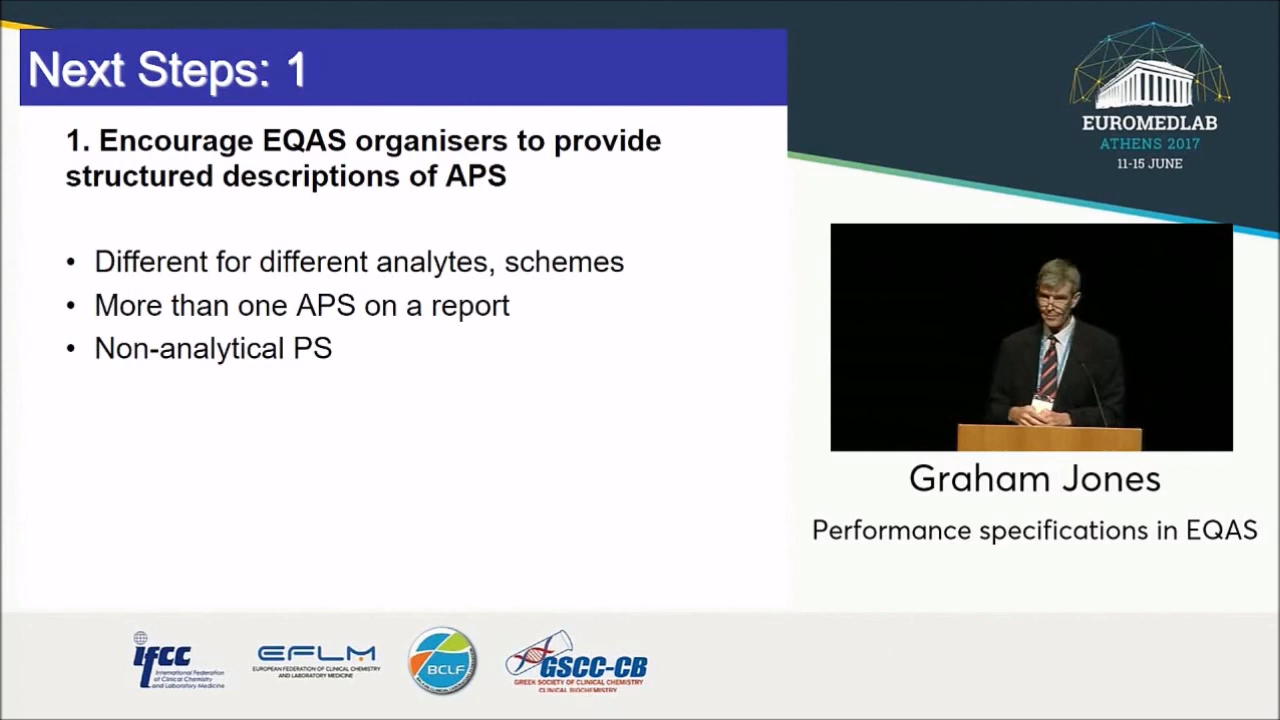 Next Steps: 1
1. Encourage EQAS organisers to provide
structured descriptions of APS
• Different for different analytes, schemes
• More than one APS on a report
• Non-analytical PS
EUROMEDLAB
ATHENS 2017
11-15 JUNE
Graham Jones
Performance specifications in EQAS
ifcc
International Federation
of Clinical Chemistry
and Laboratory Medicine
EFLM
EUROPEAN FEDERATION OF CLINICAL CHEMISTRY
AND LABORATORY MEDICINE
BCLF
GSCC-CB
GREEK SOCIETY OF CLINICAL CHEMISTRY
CLINICAL BIOCHEMISTRY